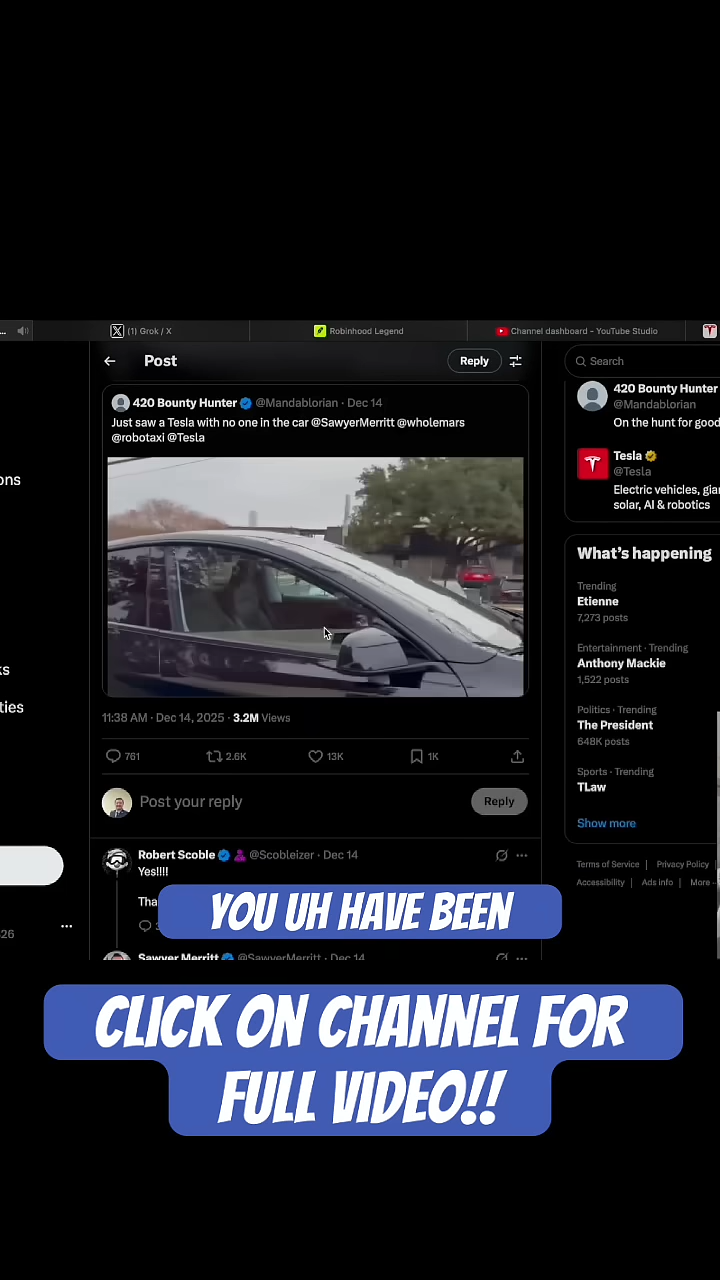 ...
(1) Grok / X
Robinhood Legend
Channel dashboard - YouTube Studio
Post
Reply
Search
420 Bounty Hunter @Mandablorian · Dec 14
Just saw a Tesla with no one in the car @SawyerMerritt @wholemars
@robotaxi @Tesla
11:38 AM · Dec 14, 2025 · 3.2M Views
761
2.6K
13K
1K
Post your reply
Reply
Robert Scoble @Scobleizer · Dec 14
Yes!!!!
Sawyer Merritt @SawyerMerritt · Dec 14
420 Bounty Hunter
@Mandablorian
On the hunt for good
Tesla
@Tesla
Electric vehicles,
solar, AI & robotics
What's happening
Trending
Etienne
7,273 posts
Entertainment · Trending
Anthony Mackie
1,522 posts
Politics · Trending
The President
648K posts
Sports · Trending
TLaw
Show more
Terms of Service | Privacy Policy
Accessibility | Ads info | More
YOU UH HAVE BEEN
CLICK ON CHANNEL FOR
FULL VIDEO!!